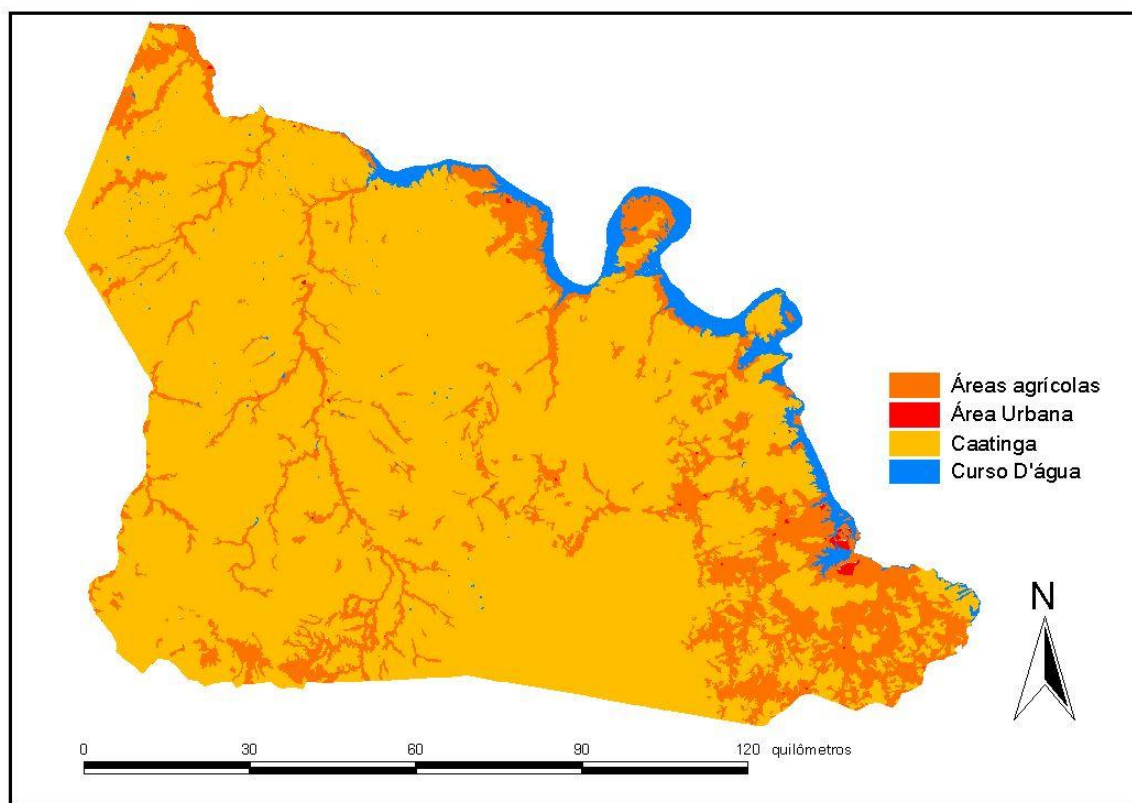 Áreas agrícolas
Área Urbana
Caatinga
Curso D'água
N
0 30 60 90 120 quilômetros